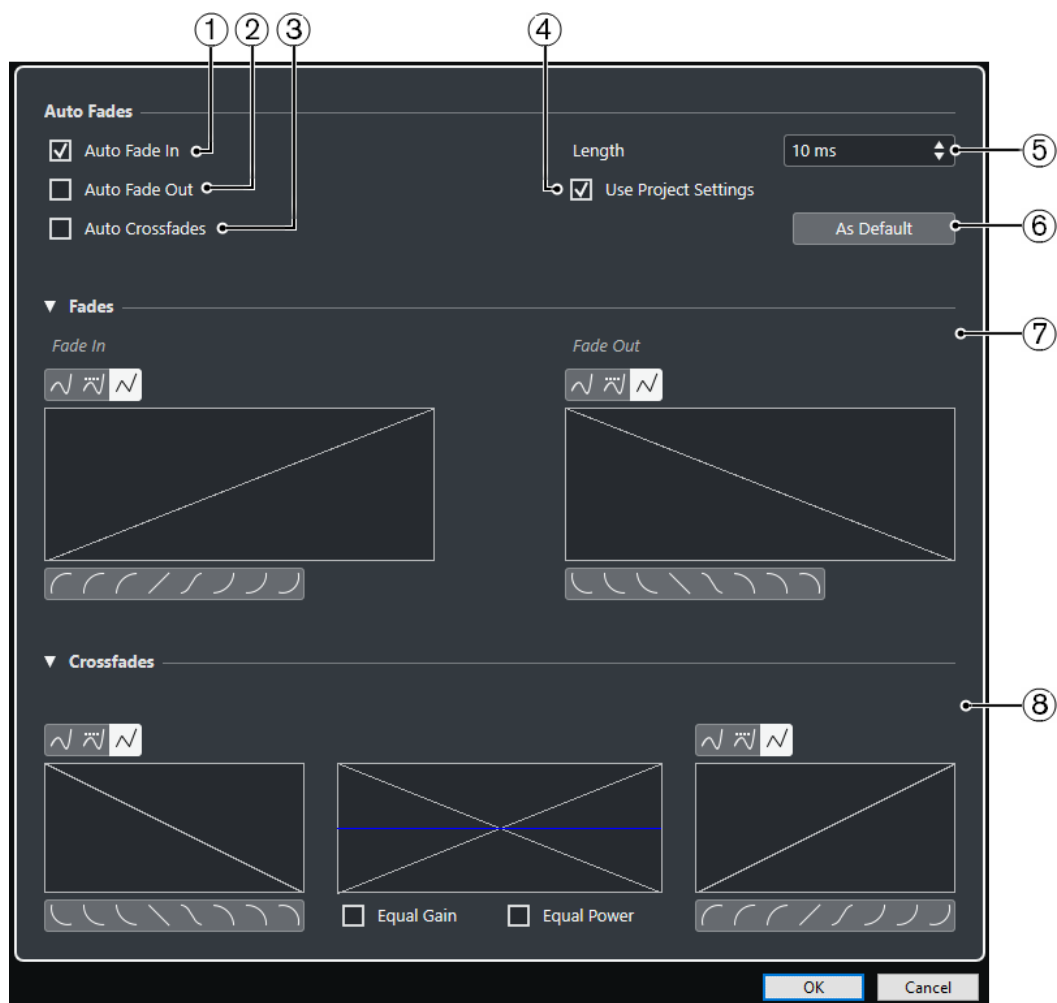 ① ② ③ ④
Auto Fades
Auto Fade In
Length
10 ms
⑤
Auto Fade Out
Use Project Settings
Auto Crossfades
As Default
⑥
Fades
⑦
Fade In
Fade Out
Crossfades
⑧
Equal Gain
Equal Power
OK
Cancel